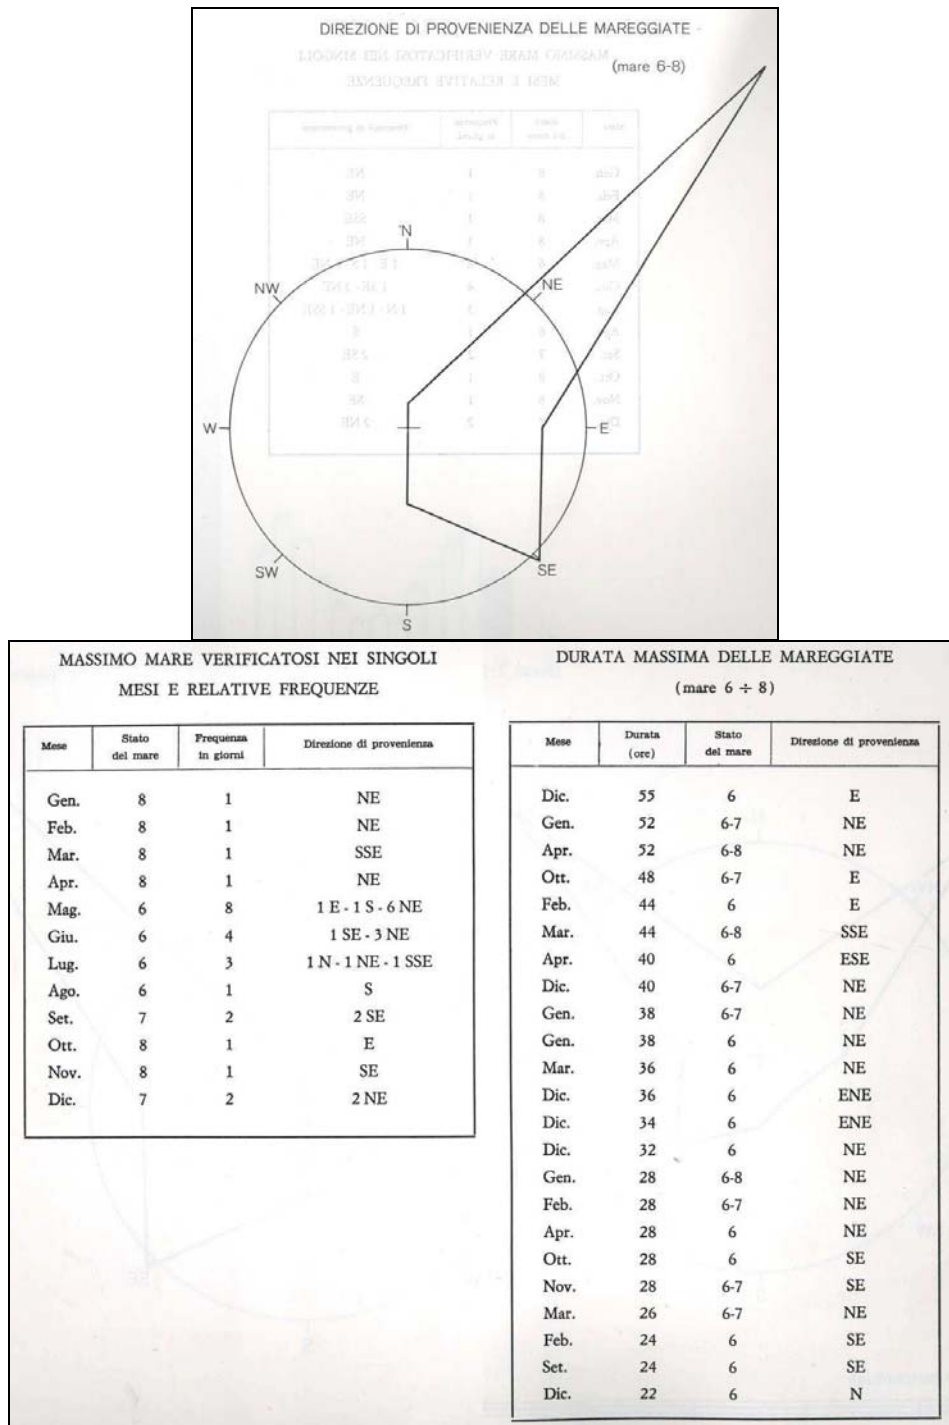 DIREZIONE DI PROVENIENZA DELLE MAREGGIATE
(mare 6-8)
N
NW
NE
W
E
SW
SE
S
MASSIMO MARE VERIFICATOSI NEI SINGOLI
MESI E RELATIVE FREQUENZE
Mese Stato del mare Frequenza in giorni Direzione di provenienza
Gen. 8 1 NE
Feb. 8 1 NE
Mar. 8 1 SSE
Apr. 8 1 NE
Mag. 6 8 1 E - 1 S - 6 NE
Giu. 6 4 1 SE - 3 NE
Lug. 6 3 1 N - 1 NE - 1 SSE
Ago. 6 1 S
Set. 7 2 2 SE
Ott. 8 1 E
Nov. 8 1 SE
Dic. 7 2 2 NE
DURATA MASSIMA DELLE MAREGGIATE
(mare 6 ÷ 8)
Mese Durata (ore) Stato del mare Direzione di provenienza
Dic. 55 6 E
Gen. 52 6-7 NE
Apr. 52 6-8 NE
Ott. 48 6-7 E
Feb. 44 6 E
Mar. 44 6-8 SSE
Apr. 40 6 ESE
Dic. 40 6-7 NE
Gen. 38 6-7 NE
Gen. 38 6 NE
Mar. 36 6 NE
Dic. 36 6 ENE
Dic. 34 6 ENE
Dic. 32 6 NE
Gen. 28 6-8 NE
Feb. 28 6-7 NE
Apr. 28 6 NE
Ott. 28 6 SE
Nov. 28 6-7 SE
Mar. 26 6-7 NE
Feb. 24 6 SE
Set. 24 6 SE
Dic. 22 6 N